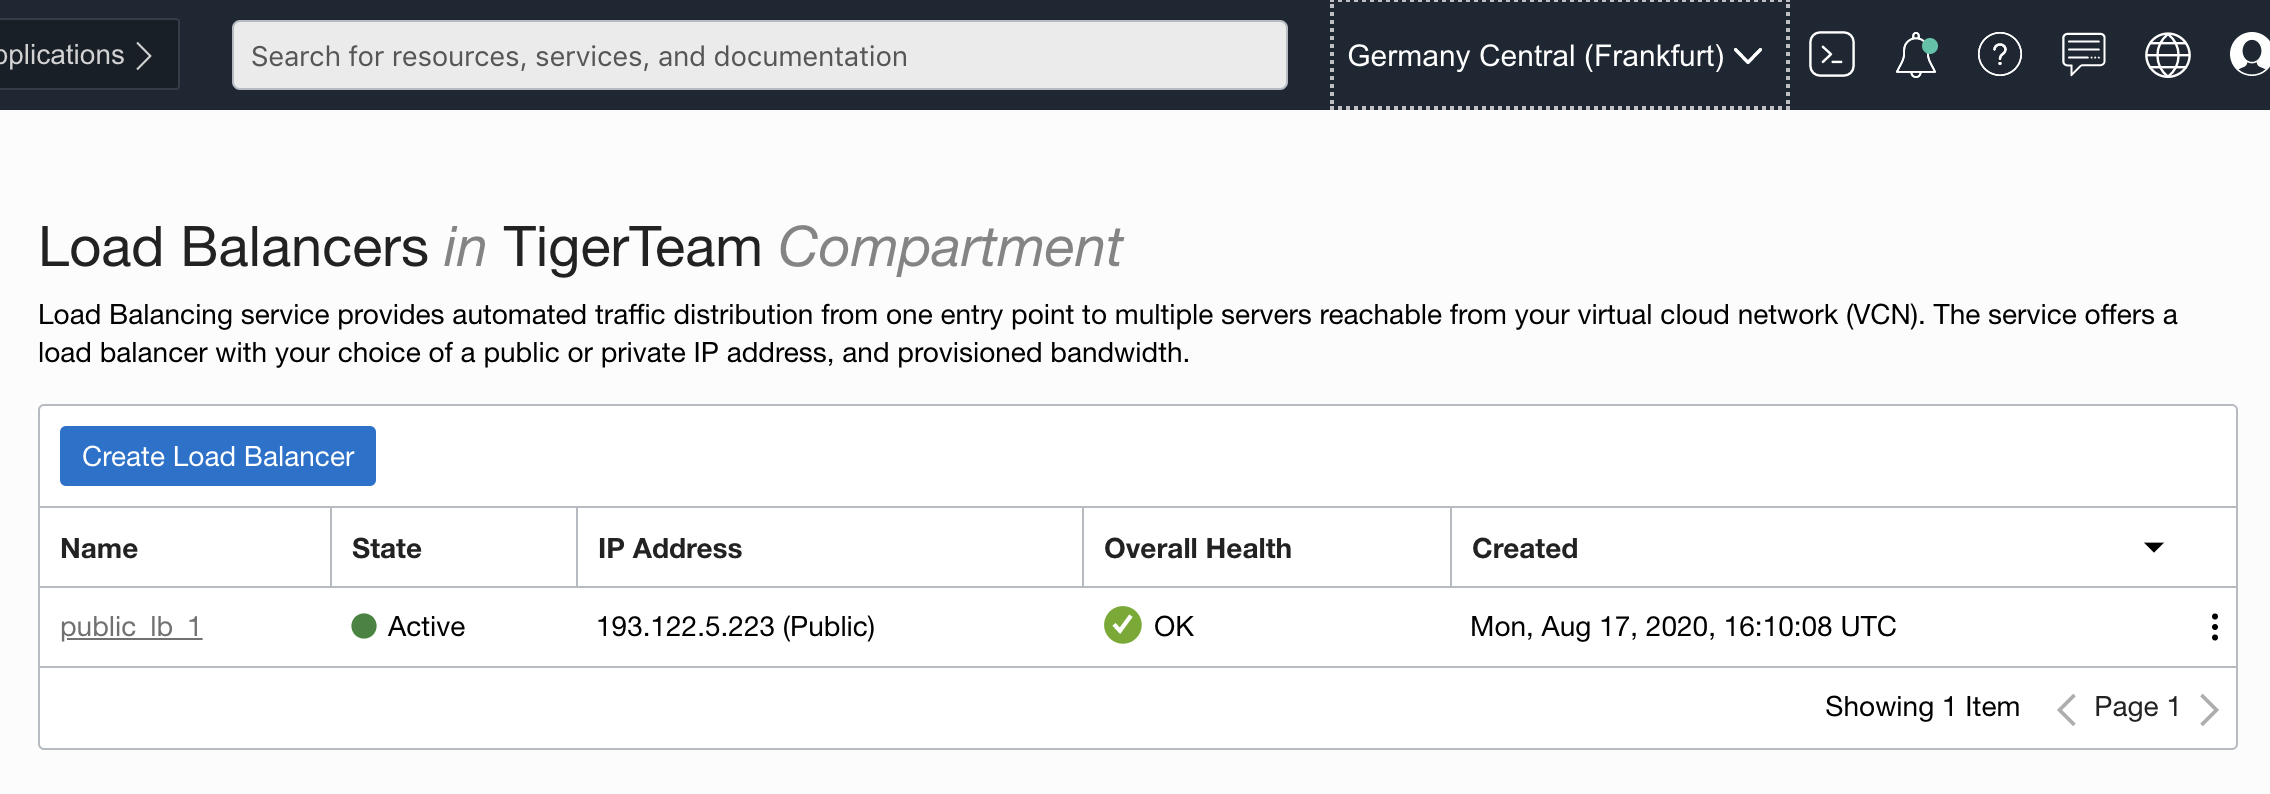 Search for resources, services, and documentation
Germany Central (Frankfurt)
Load Balancers in TigerTeam Compartment
Load Balancing service provides automated traffic distribution from one entry point to multiple servers reachable from your virtual cloud network (VCN). The service offers a
load balancer with your choice of a public or private IP address, and provisioned bandwidth.
Create Load Balancer
Name State IP Address Overall Health Created
public_lb_1 Active 193.122.5.223 (Public) OK Mon, Aug 17, 2020, 16:10:08 UTC
Showing 1 Item Page 1